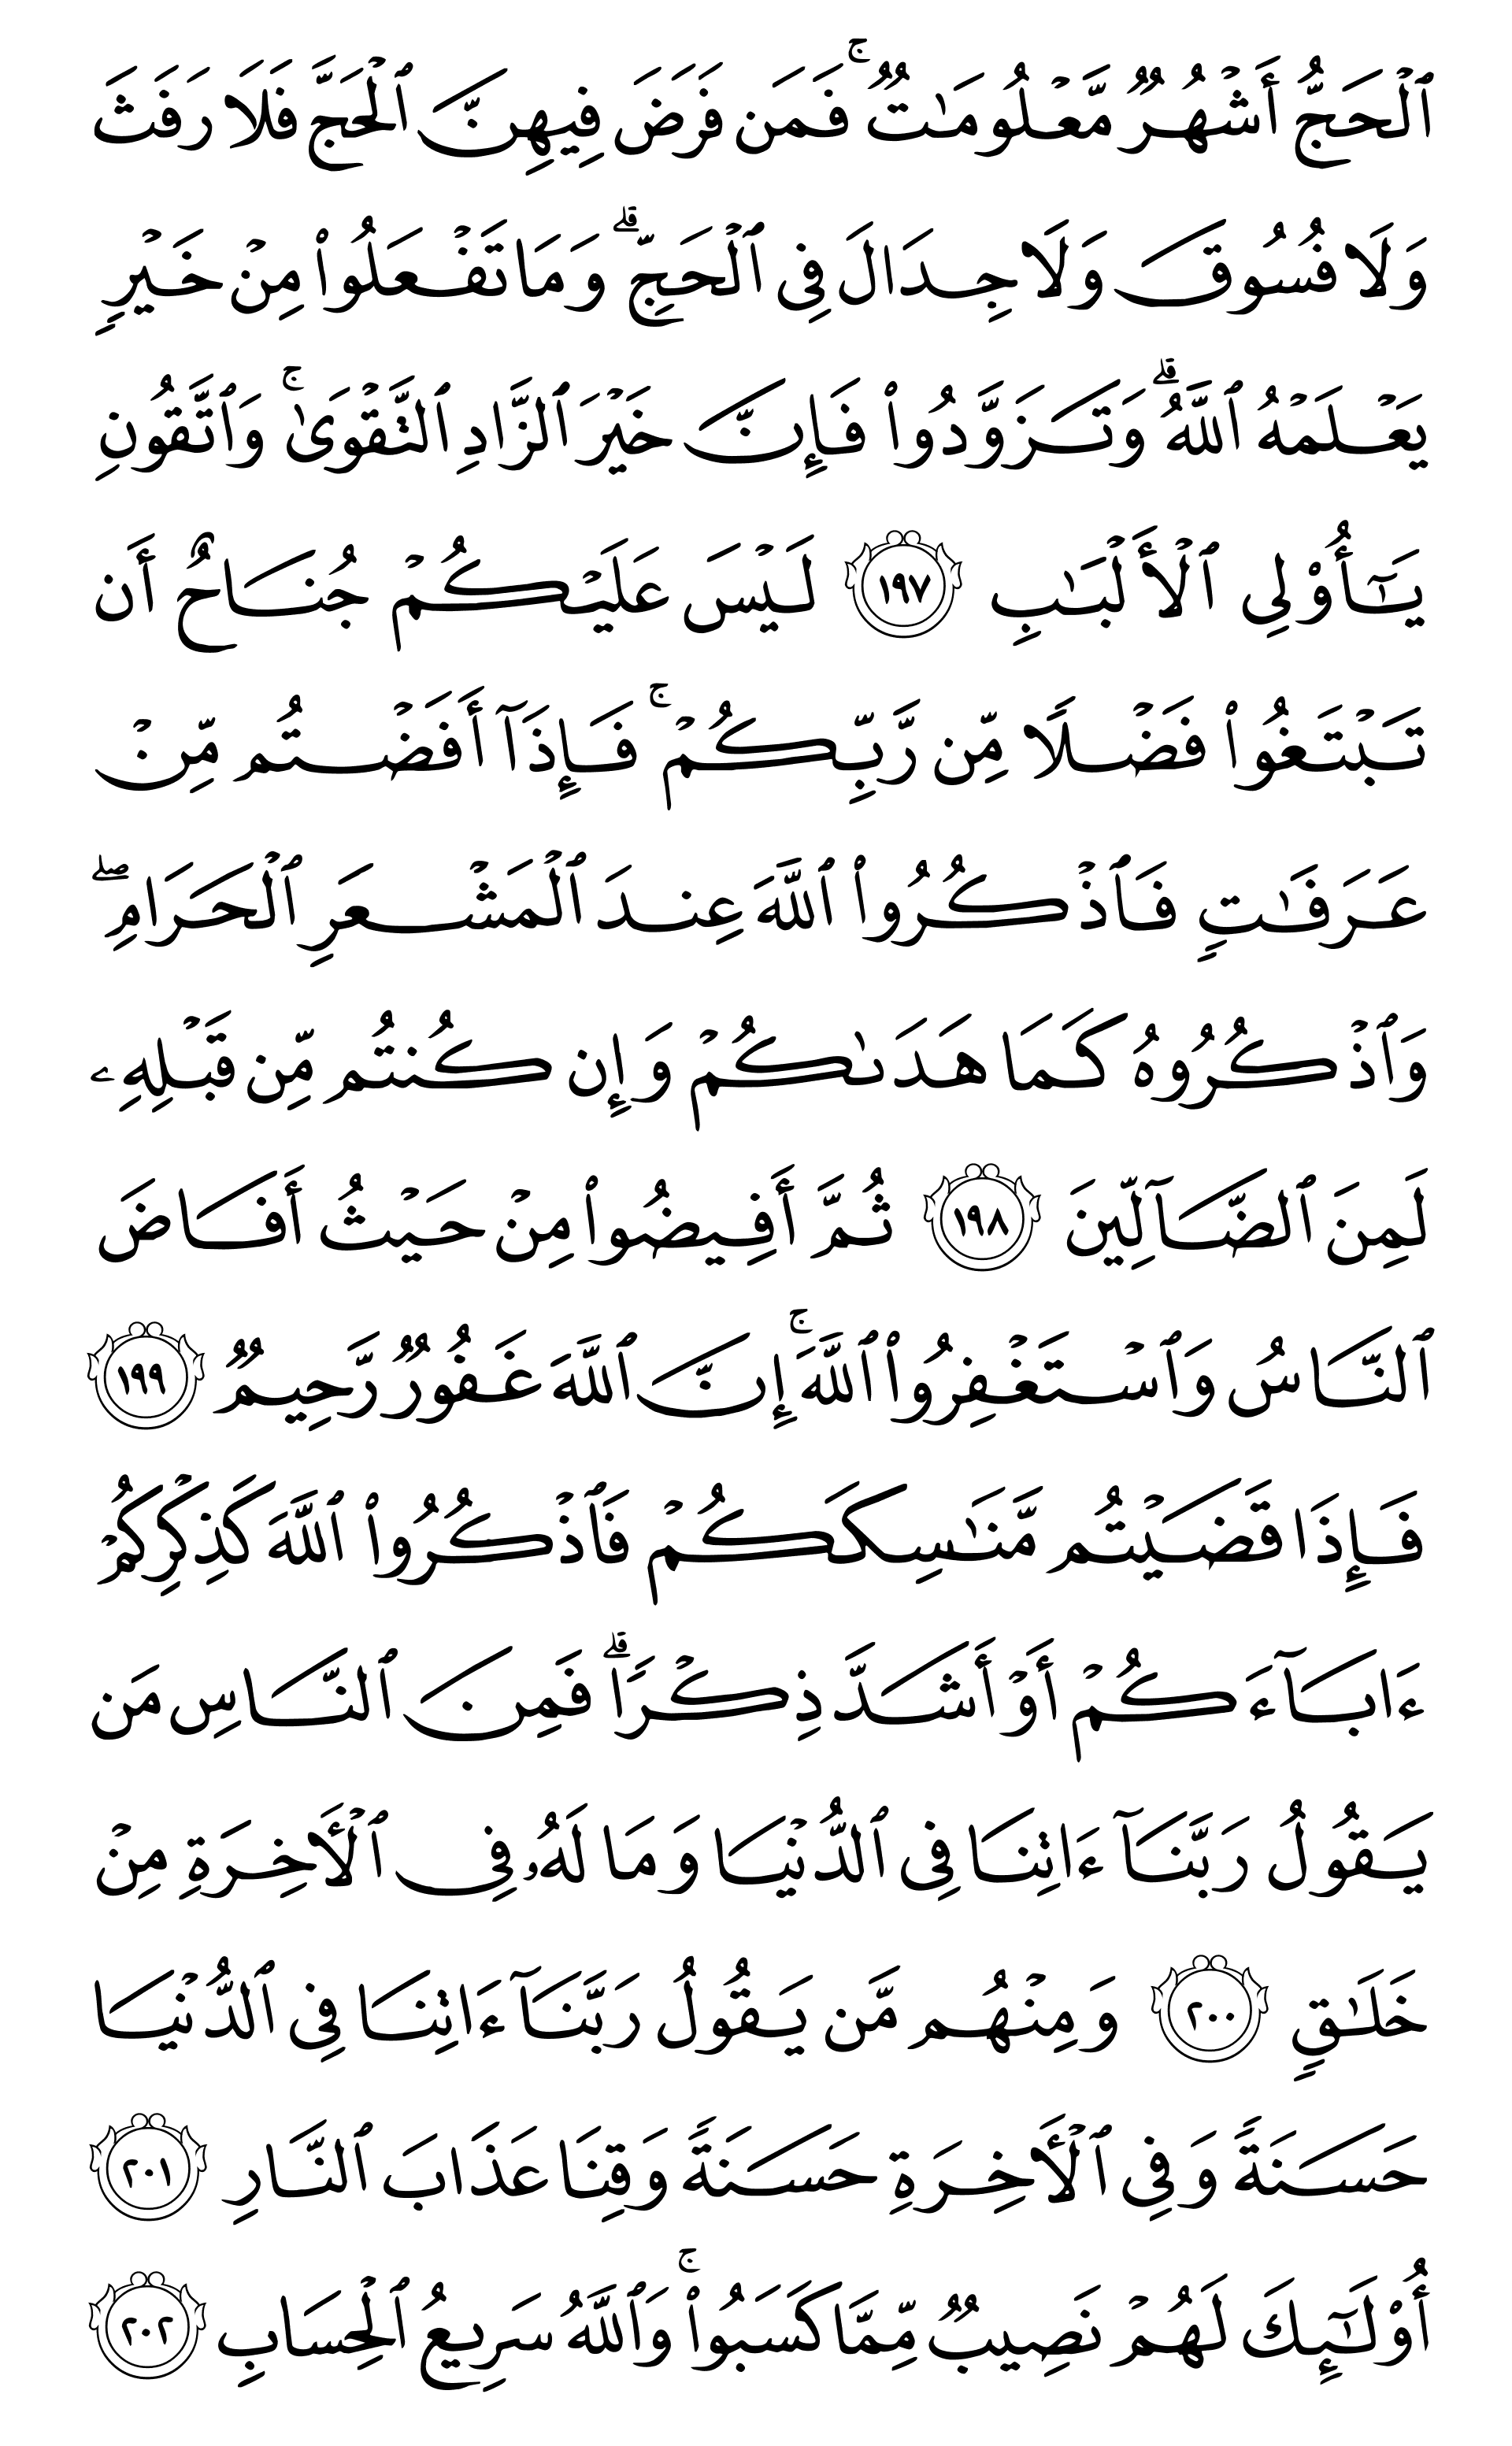 ٱلْحَجُّ أَشْهُرٌ مَّعْلُومَٰتٌ ۚ فَمَن فَرَضَ فِيهِنَّ ٱلْحَجَّ فَلَا رَفَثَ
وَلَا فُسُوقَ وَلَا جِدَالَ فِى ٱلْحَجِّ ۗ وَمَا تَفْعَلُوا۟ مِنْ خَيْرٍ
يَعْلَمْهُ ٱللَّهُ ۗ وَتَزَوَّدُوا۟ فَإِنَّ خَيْرَ ٱلزَّادِ ٱلتَّقْوَىٰ ۚ وَٱتَّقُونِ
يَٰٓأُو۟لِى ٱلْأَلْبَٰبِ ١٩٧ لَيْسَ عَلَيْكُمْ جُنَاحٌ أَن
تَبْتَغُوا۟ فَضْلًا مِّن رَّبِّكُمْ ۚ فَإِذَآ أَفَضْتُم مِّنْ
عَرَفَٰتٍ فَٱذْكُرُوا۟ ٱللَّهَ عِندَ ٱلْمَشْعَرِ ٱلْحَرَامِ ۖ
وَٱذْكُرُوهُ كَمَا هَدَىٰكُمْ وَإِن كُنتُم مِّن قَبْلِهِۦ
لَمِنَ ٱلضَّآلِّينَ ١٩٨ ثُمَّ أَفِيضُوا۟ مِنْ حَيْثُ أَفَاضَ
ٱلنَّاسُ وَٱسْتَغْفِرُوا۟ ٱللَّهَ ۚ إِنَّ ٱللَّهَ غَفُورٌ رَّحِيمٌ ١٩٩
فَإِذَا قَضَيْتُم مَّنَٰسِكَكُمْ فَٱذْكُرُوا۟ ٱللَّهَ كَذِكْرِكُمْ
ءَابَآءَكُمْ أَوْ أَشَدَّ ذِكْرًا ۗ فَمِنَ ٱلنَّاسِ مَن
يَقُولُ رَبَّنَآ ءَاتِنَا فِى ٱلدُّنْيَا وَمَا لَهُۥ فِى ٱلْأَخِرَةِ مِنْ
خَلَٰقٍ ٢٠٠ وَمِنْهُم مَّن يَقُولُ رَبَّنَآ ءَاتِنَا فِى ٱلدُّنْيَا
حَسَنَةً وَفِى ٱلْأَخِرَةِ حَسَنَةً وَقِنَا عَذَابَ ٱلنَّارِ ٢٠١
أُو۟لَٰٓئِكَ لَهُمْ نَصِيبٌ مِّمَّا كَسَبُوا۟ ۚ وَٱللَّهُ سَرِيعُ ٱلْحِسَابِ ٢٠٢